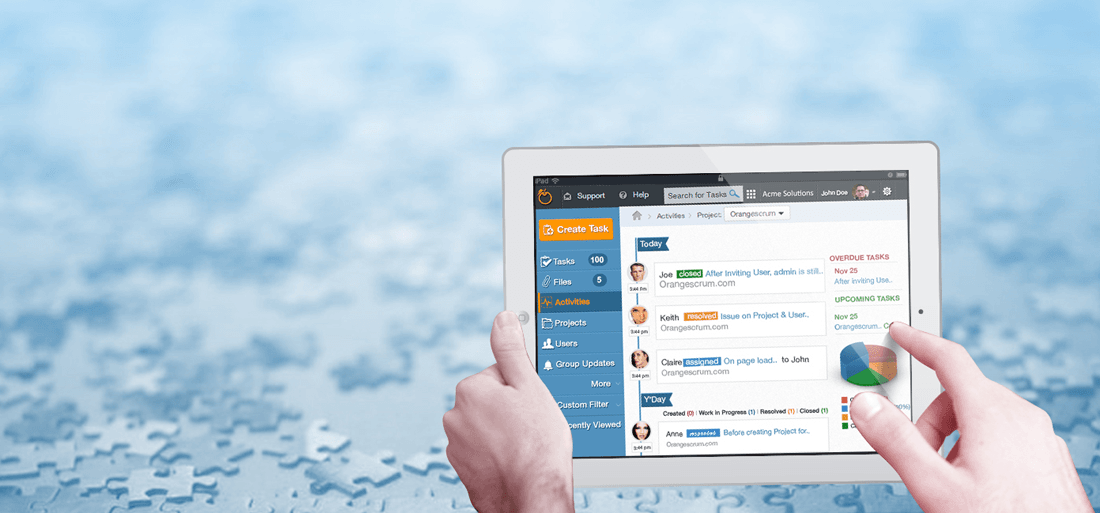 iPad
Support
Help
Search for Tasks
Acme Solutions
John Doe
Create Task
Tasks 100
Files 5
Activities
Projects
Users
Group Updates
More
Custom Filter
ently Viewed
Activities
Project:
Orangescrum
Today
3:44 pm
Joe closed After Inviting User, admin is still..
Orangescrum.com
3:44 pm
Keith resolved Issue on Project & User..
Orangescrum.com
3:44 pm
Claire assigned On page load.. to John
Orangescrum.com
Y'Day
Created (0) | Work in Progress (1) | Resolved (1) | Closed (1)
3:44 pm
Anne responded Before creating Project for..
Orangescrum.com
OVERDUE TASKS
Nov 25
After inviting Use..
UPCOMING TASKS
Nov 25
Orangescrum..